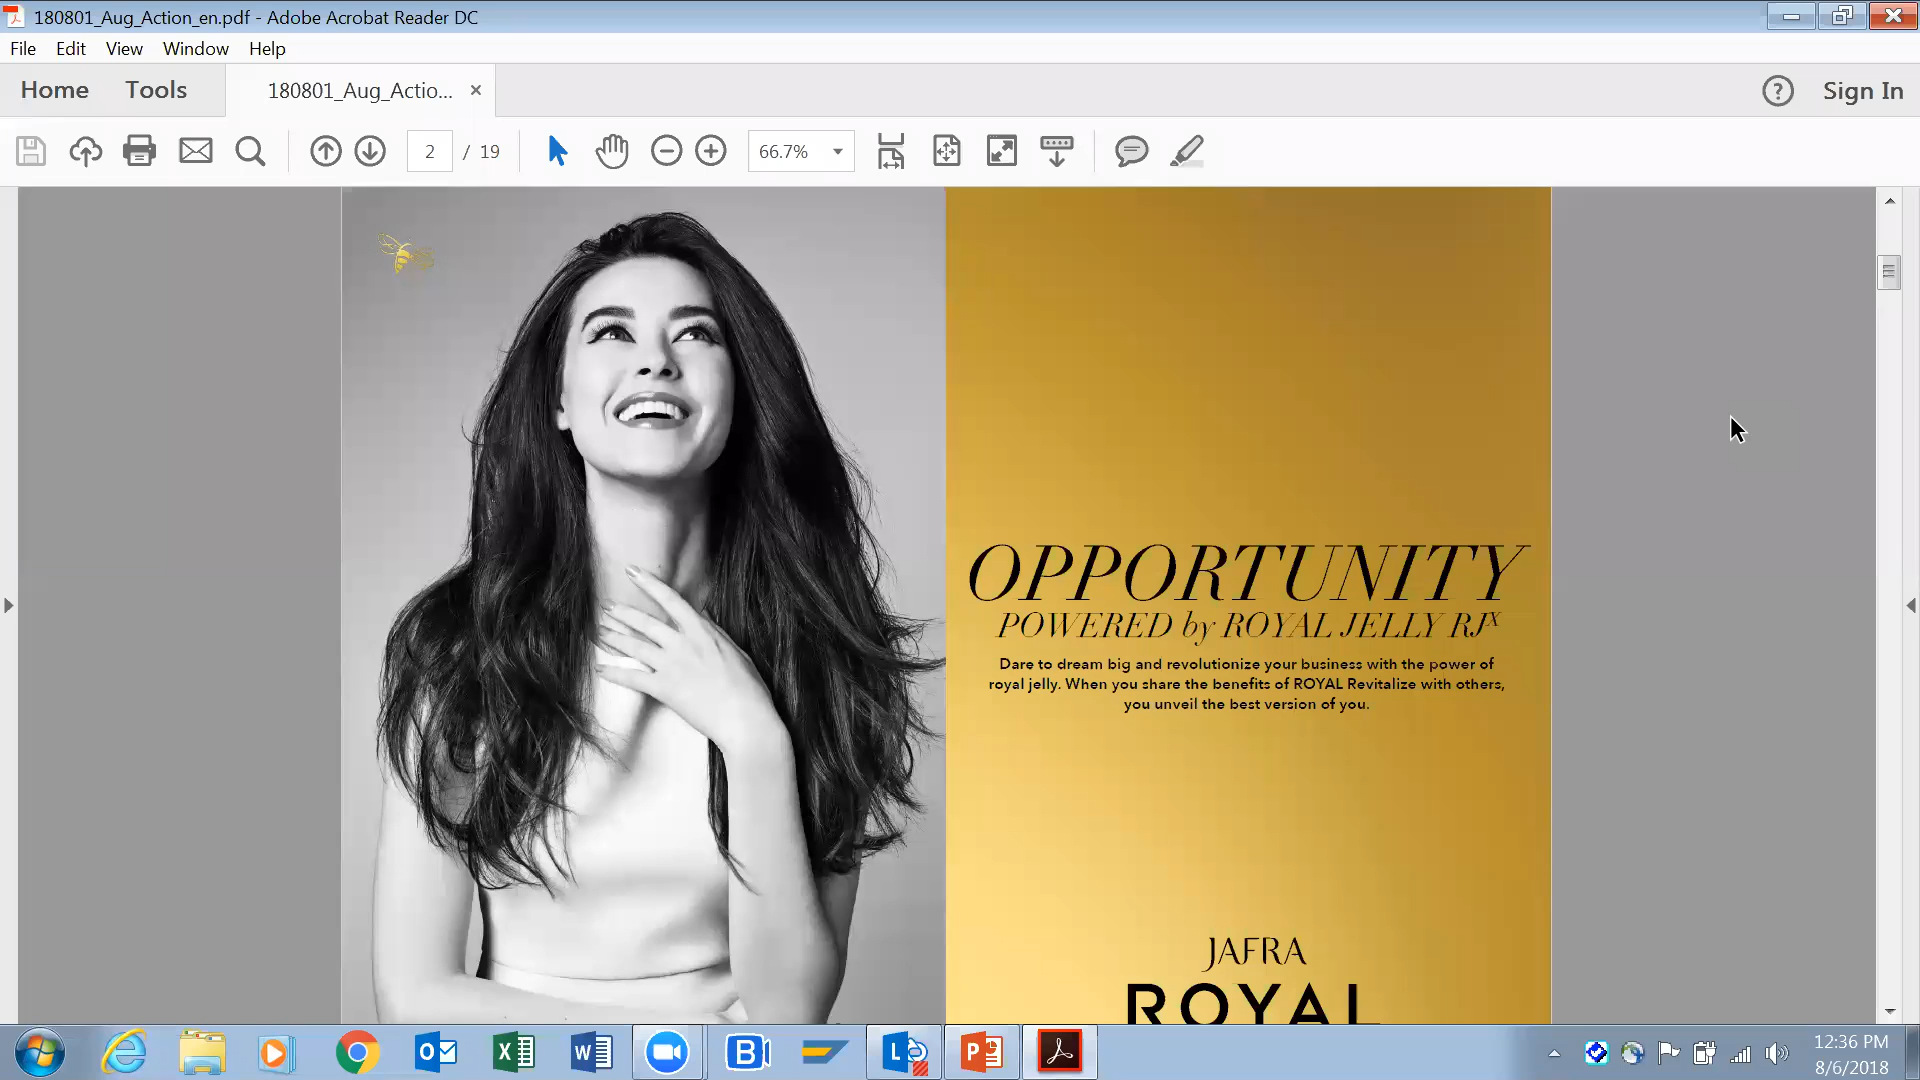 180801_Aug_Action_en.pdf - Adobe Acrobat Reader DC
File Edit View Window Help
Home Tools 180801_Aug_Actio... × ? Sign In
2 / 19 66.7%
OPPORTUNITY
POWERED by ROYAL JELLY RJx
Dare to dream big and revolutionize your business with the power of
royal jelly. When you share the benefits of ROYAL Revitalize with others,
you unveil the best version of you.
JAFRA
ROYAL
12:36 PM
8/6/2018